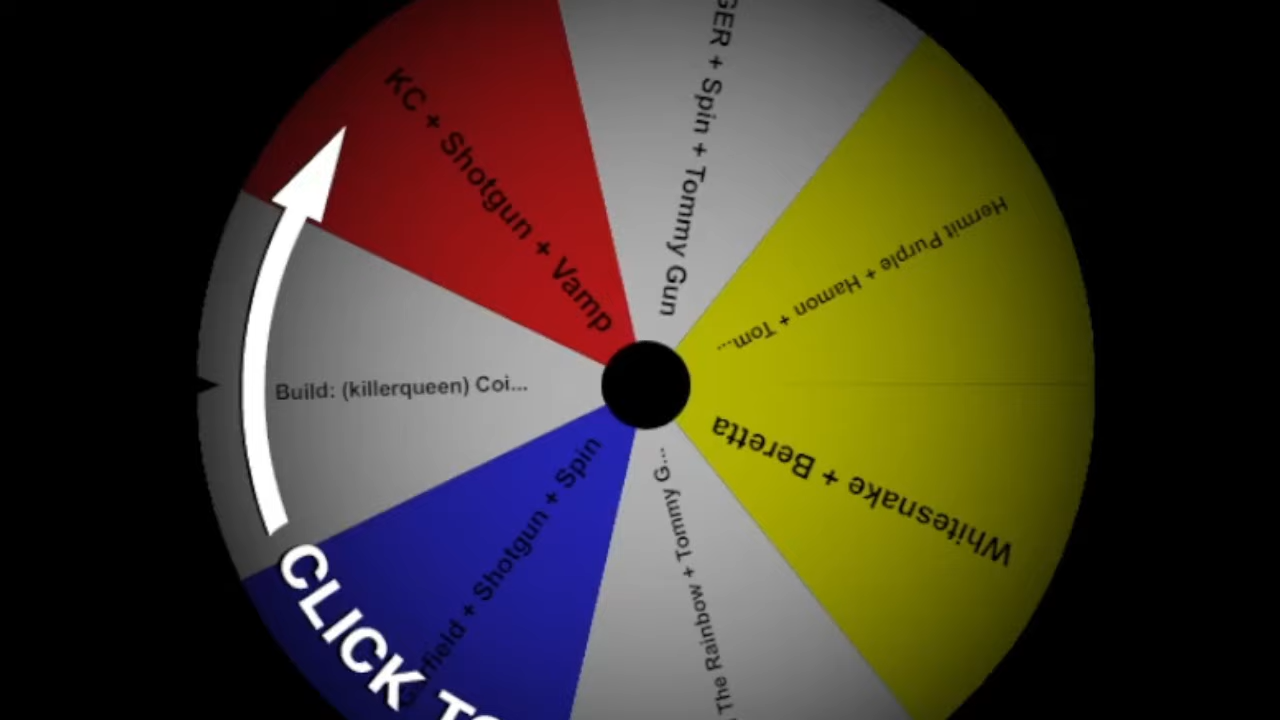 KC + Shotgun + Vamp
GER + Spin + Tommy Gun
Hermit Purple + Hamon + Tom...
Whitesnake + Beretta
The Rainbow + Tommy G...
rfield + Shotgun + Spin
Build: (killerqueen) Coi...
CLICK TO